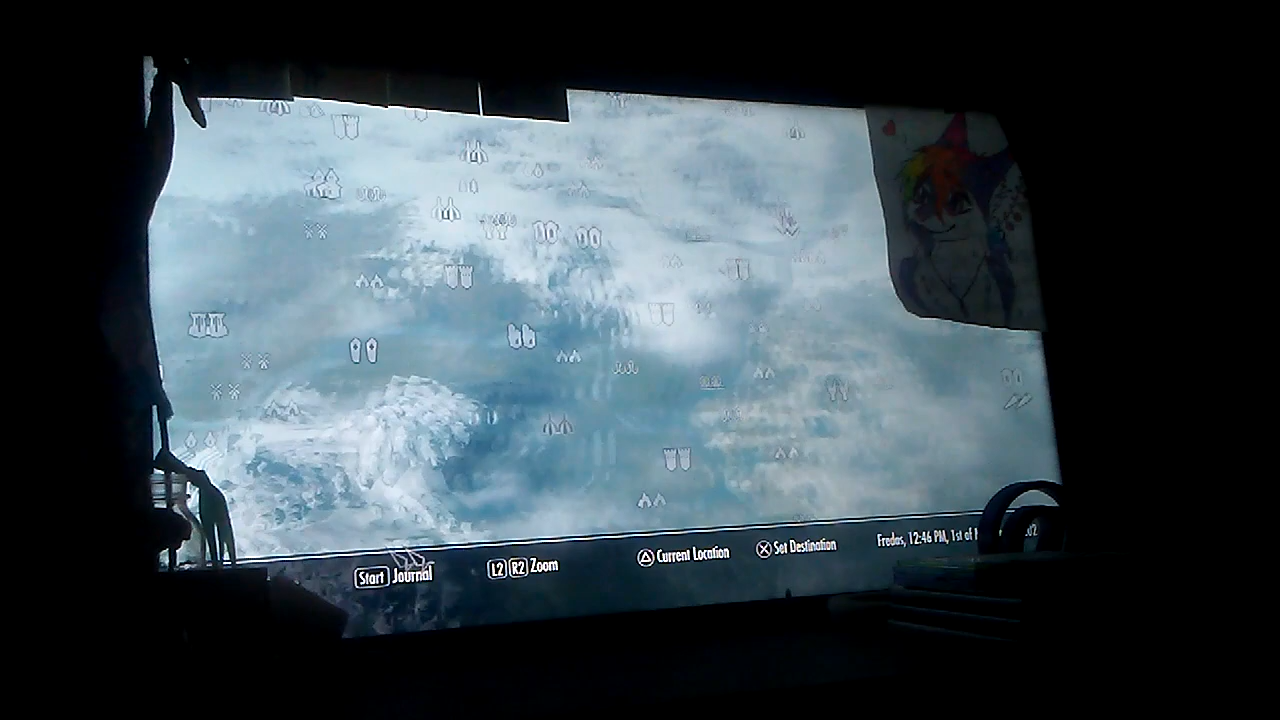 Start Journal
L2 R2 Zoom
Current Location
Set Destination
Fredas, 12:46 PM, 1st of